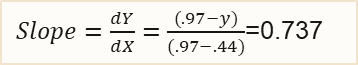 Slope = dY/dX = (.97−y)/(.97−.44)=0.737